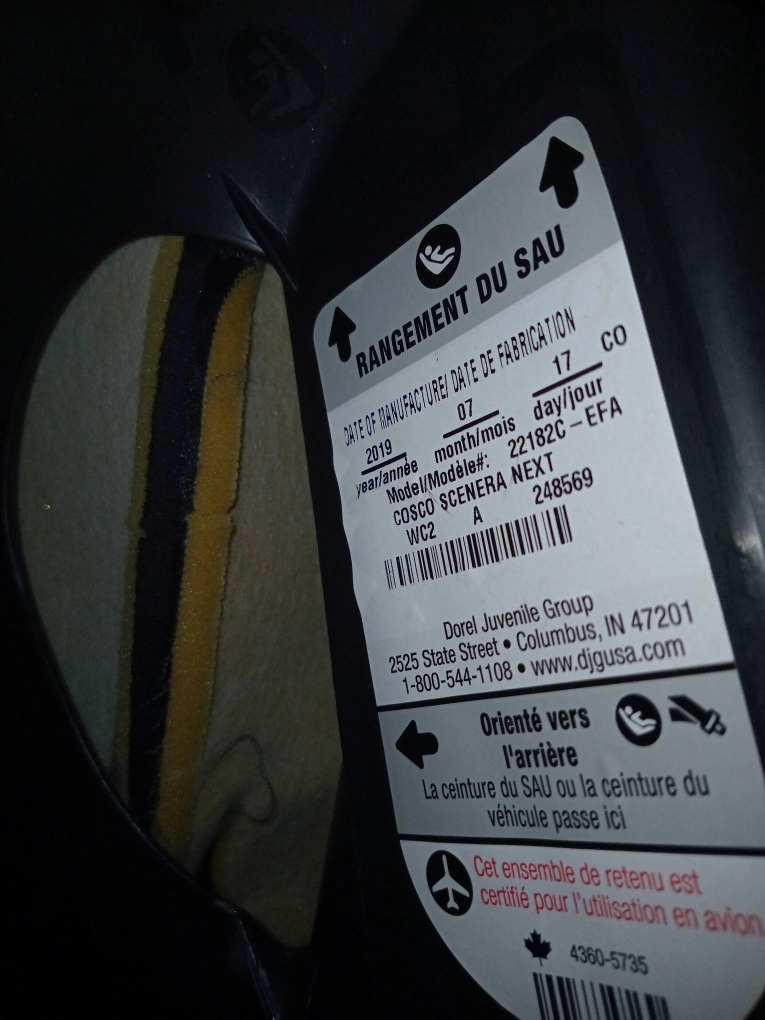 RANGEMENT DU SAU
DATE OF MANUFACTURE/ DATE DE FABRICATION
2019 07 17 CO
year/année month/mois day/jour
Model/Modèle#: 22182C-EFA
COSCO SCENERA NEXT
WC2 A 248569
Dorel Juvenile Group
2525 State Street • Columbus, IN 47201
1-800-544-1108 • www.djgusa.com
Orienté vers
l'arrière
La ceinture du SAU ou la ceinture du
véhicule passe ici
Cet ensemble de retenu est
certifié pour l'utilisation en avion
4360-5735